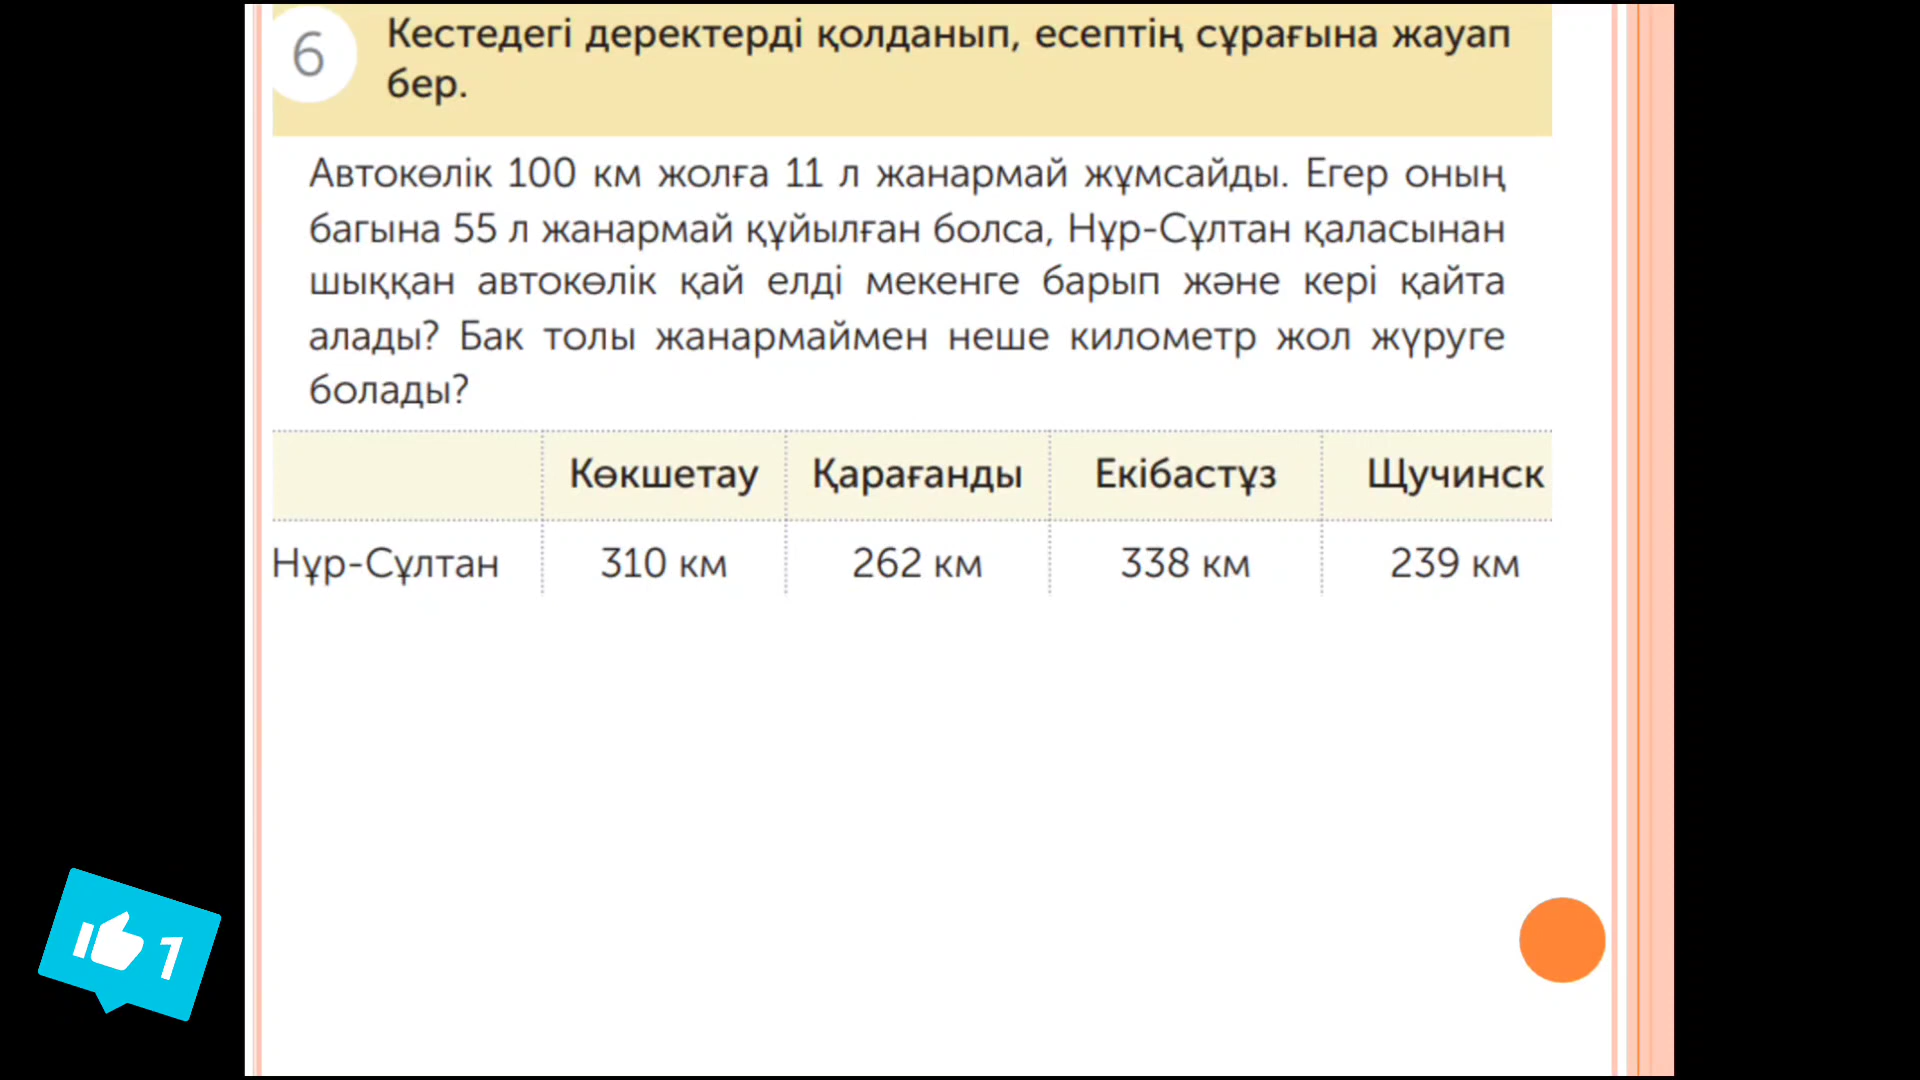 6
Кестедегі деректерді қолданып, есептің сұрағына жауап
бер.
Автокөлік 100 км жолға 11 л жанармай жұмсайды. Егер оның
багына 55 л жанармай құйылған болса, Нұр-Сұлтан қаласынан
шыққан автокөлік қай елді мекенге барып және кері қайта
алады? Бак толы жанармаймен неше километр жол жүруге
болады?
Көкшетау Қарағанды Екібастұз Щучинск
Нұр-Сұлтан 310 км 262 км 338 км 239 км
1